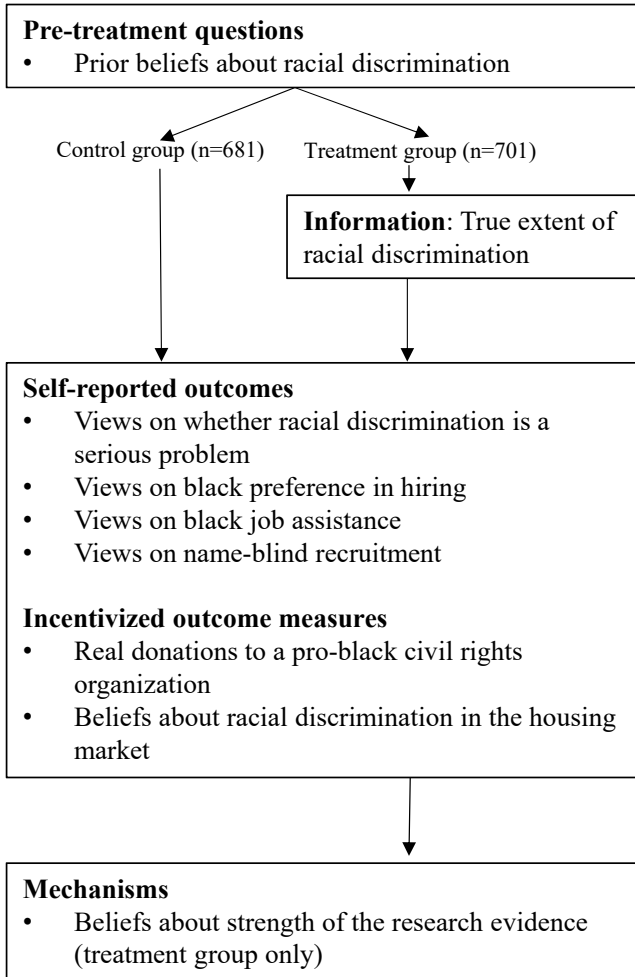 Pre-treatment questions
• Prior beliefs about racial discrimination
Control group (n=681)
Treatment group (n=701)
Information: True extent of
racial discrimination
Self-reported outcomes
• Views on whether racial discrimination is a
serious problem
• Views on black preference in hiring
• Views on black job assistance
• Views on name-blind recruitment
Incentivized outcome measures
• Real donations to a pro-black civil rights
organization
• Beliefs about racial discrimination in the housing
market
Mechanisms
• Beliefs about strength of the research evidence
(treatment group only)